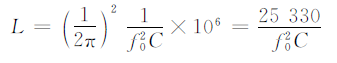 L = (1/2π)² 1/(f₀²C) × 10⁶ = 25 330/(f₀²C)